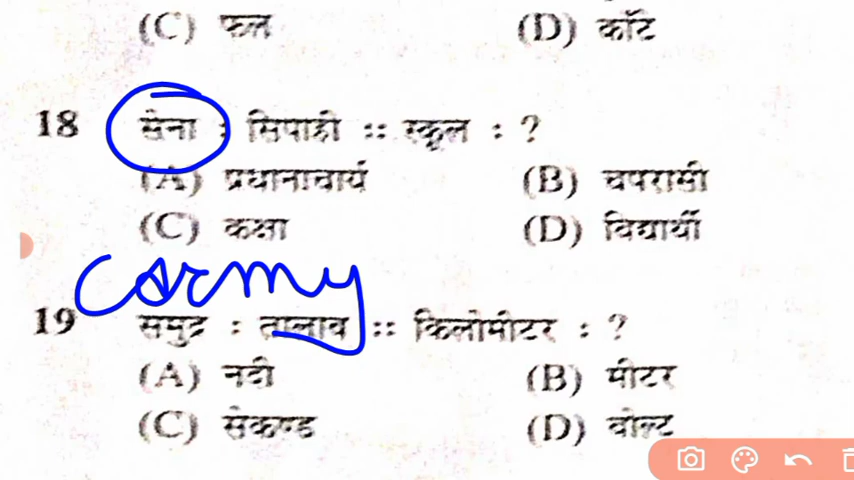 (C) फल (D) काँटे
18 सेना : सिपाही :: स्कूल : ?
(A) प्रधानाचार्य (B) चपरासी
(C) कक्षा (D) विद्यार्थी
army
19 समुद्र : तालाब :: किलोमीटर : ?
(A) नदी (B) मीटर
(C) सेकण्ड (D) वोल्ट